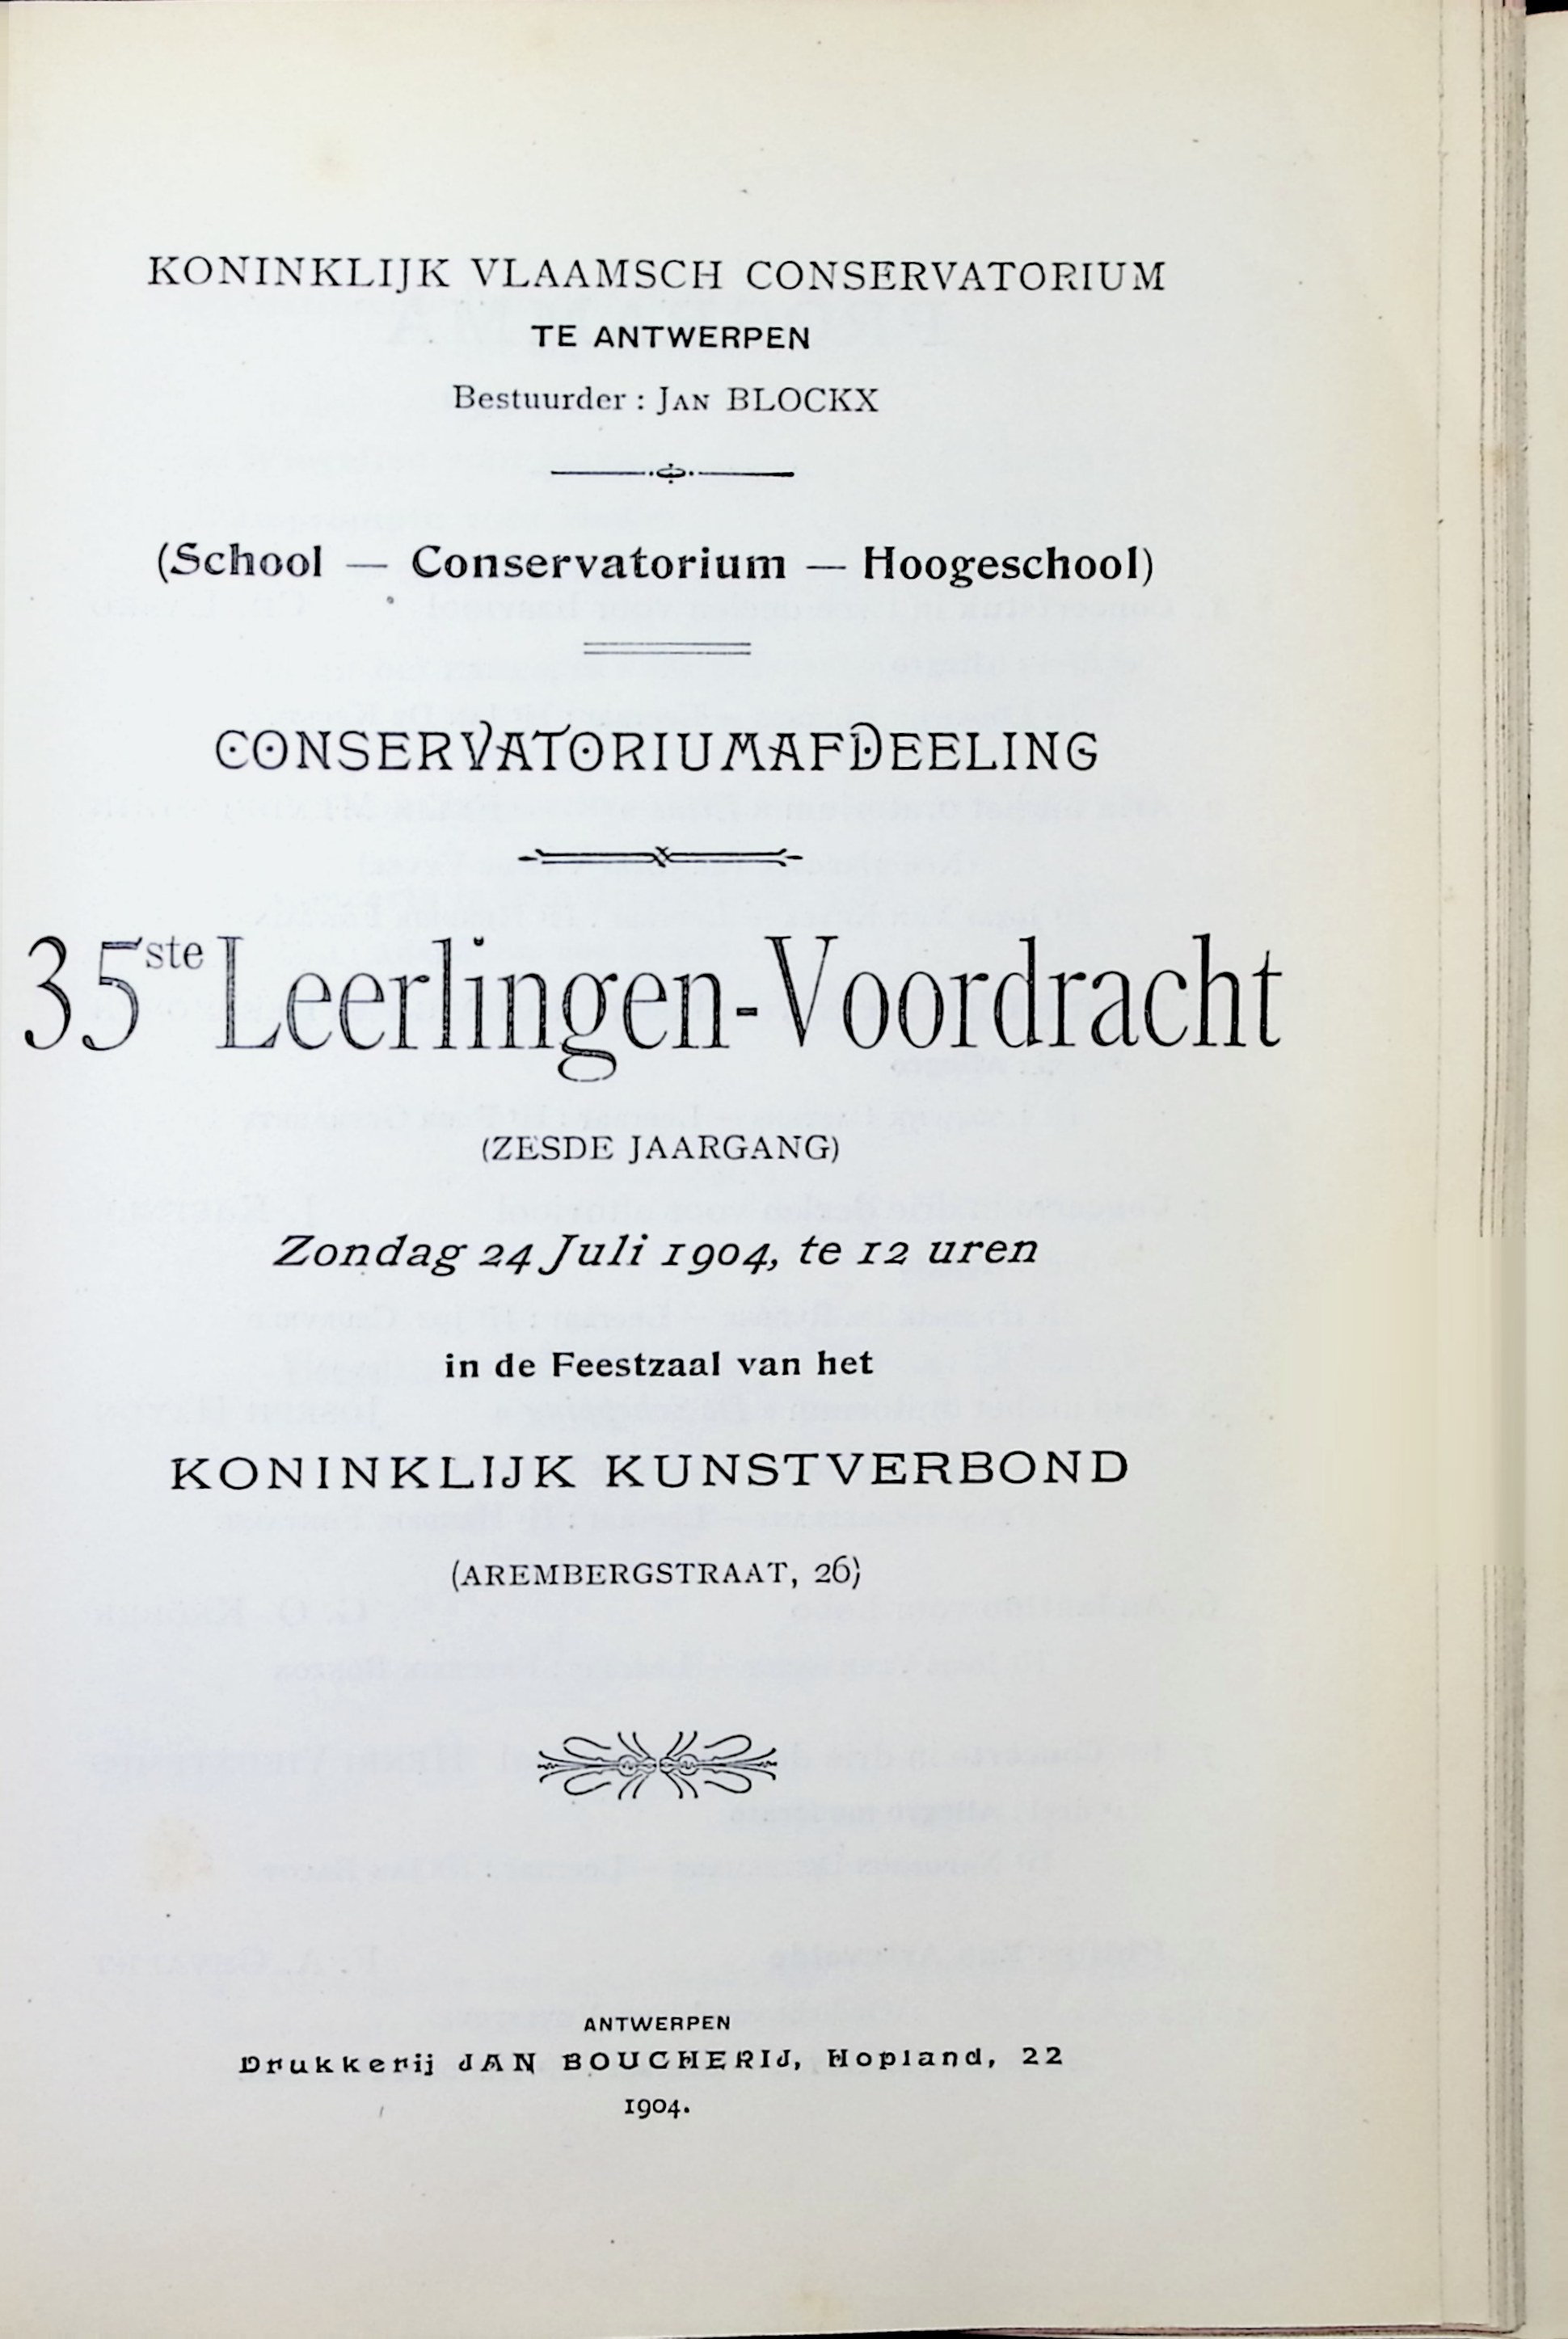 KONINKLIJK VLAAMSCH CONSERVATORIUM
TE ANTWERPEN
Bestuurder : JAN BLOCKX
(School — Conservatorium — Hoogeschool)
CONSERVATORIUMAFDEELING
35ste Leerlingen-Voordracht
(ZESDE JAARGANG)
Zondag 24 Juli 1904, te 12 uren
in de Feestzaal van het
KONINKLIJK KUNSTVERBOND
(AREMBERGSTRAAT, 26)
ANTWERPEN
Drukkerij JAN BOUCHERIJ, Hopland, 22
1904.